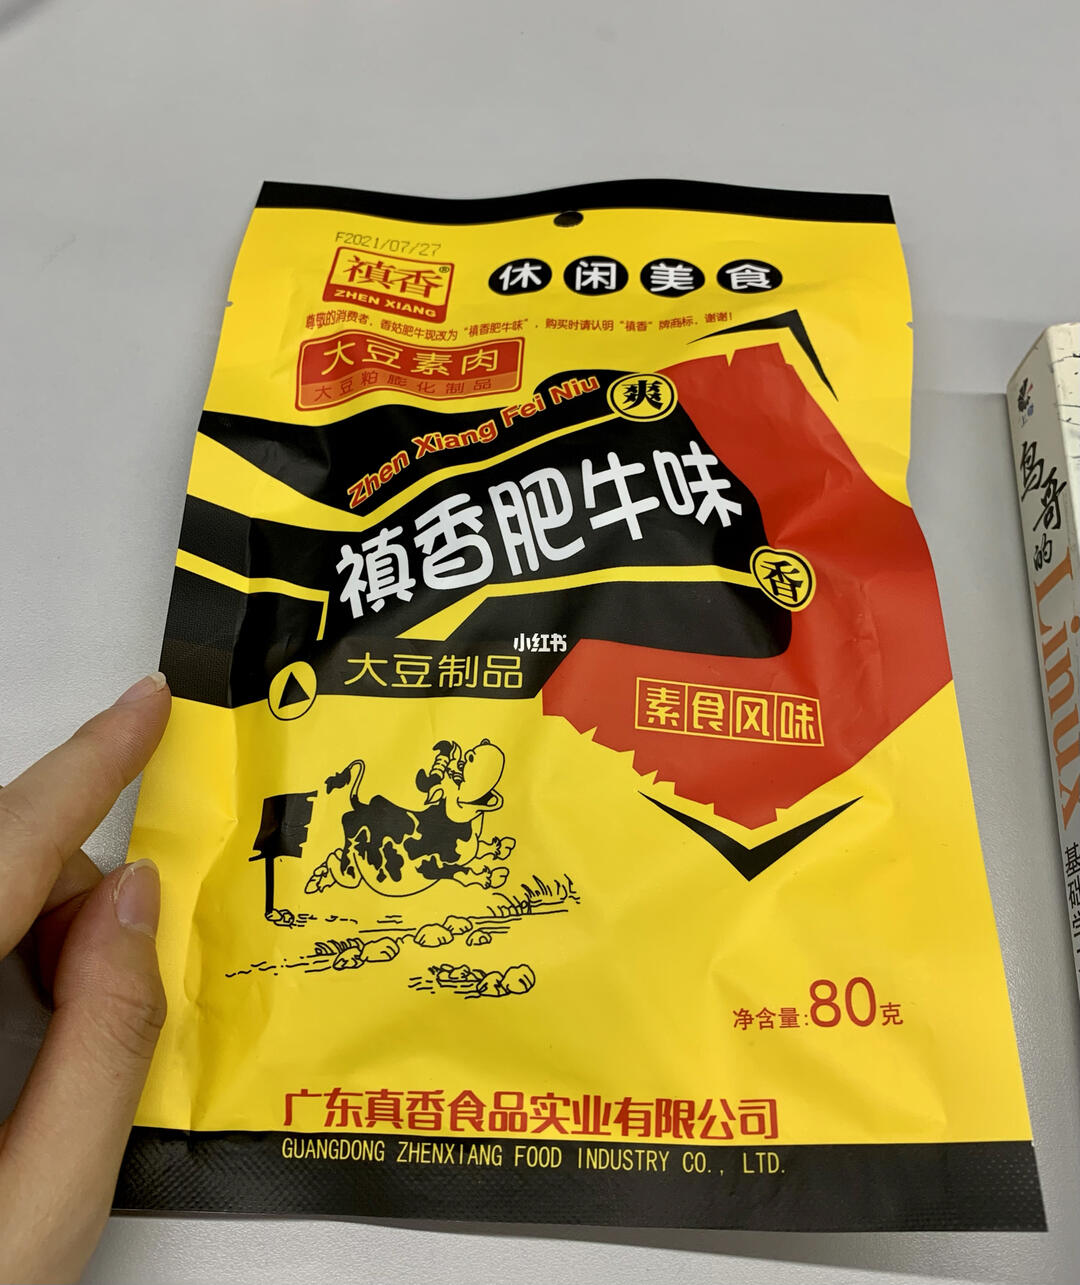 F2021/07/27
禛香®
ZHEN XIANG
休闲美食
尊敬的消费者，香姑肥牛现改为“禛香肥牛味”，购买时请认明“禛香”牌商标，谢谢！
大豆素肉
大豆粕膨化制品
Zhen Xiang Fei Niu
爽
禛香肥牛味
香
小红书
大豆制品
素食风味
净含量:80克
广东真香食品实业有限公司
GUANGDONG ZHENXIANG FOOD INDUSTRY CO., LTD.
鸟哥的
Linux
基础学